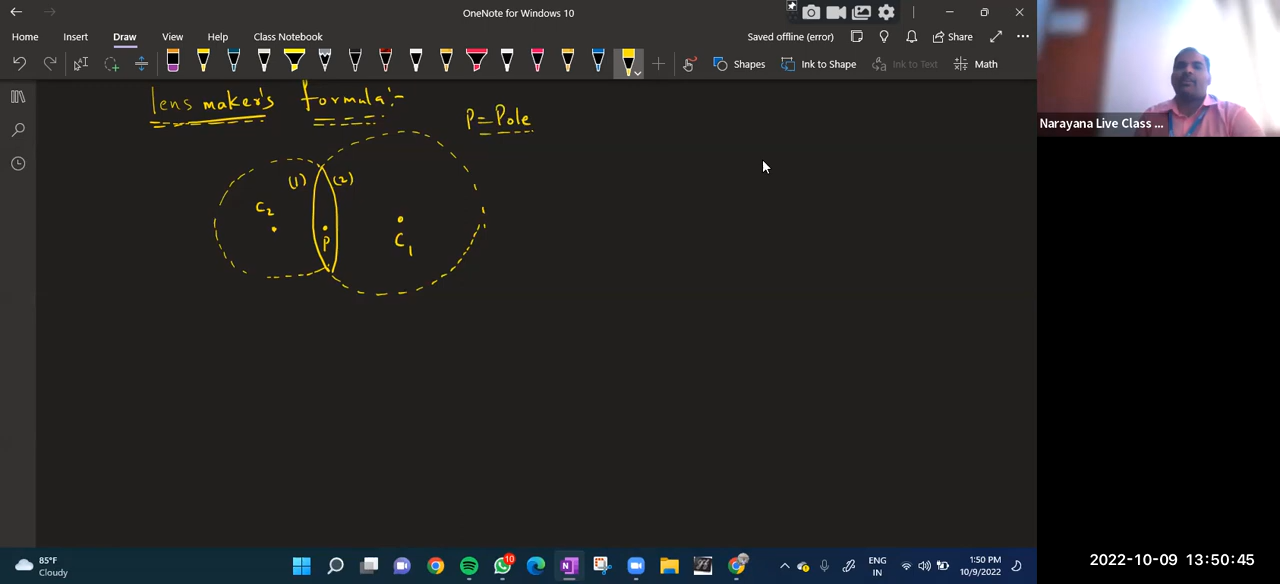 OneNote for Windows 10
Home Insert Draw View Help Class Notebook
Saved offline (error) Share
Shapes Ink to Shape Ink to Text Math
lens maker's formula:-
P=Pole
(1) (2)
C2
P
C1
Narayana Live Class ...
85°F
Cloudy
10
ENG
IN
1:50 PM
10/9/2022
2022-10-09 13:50:45